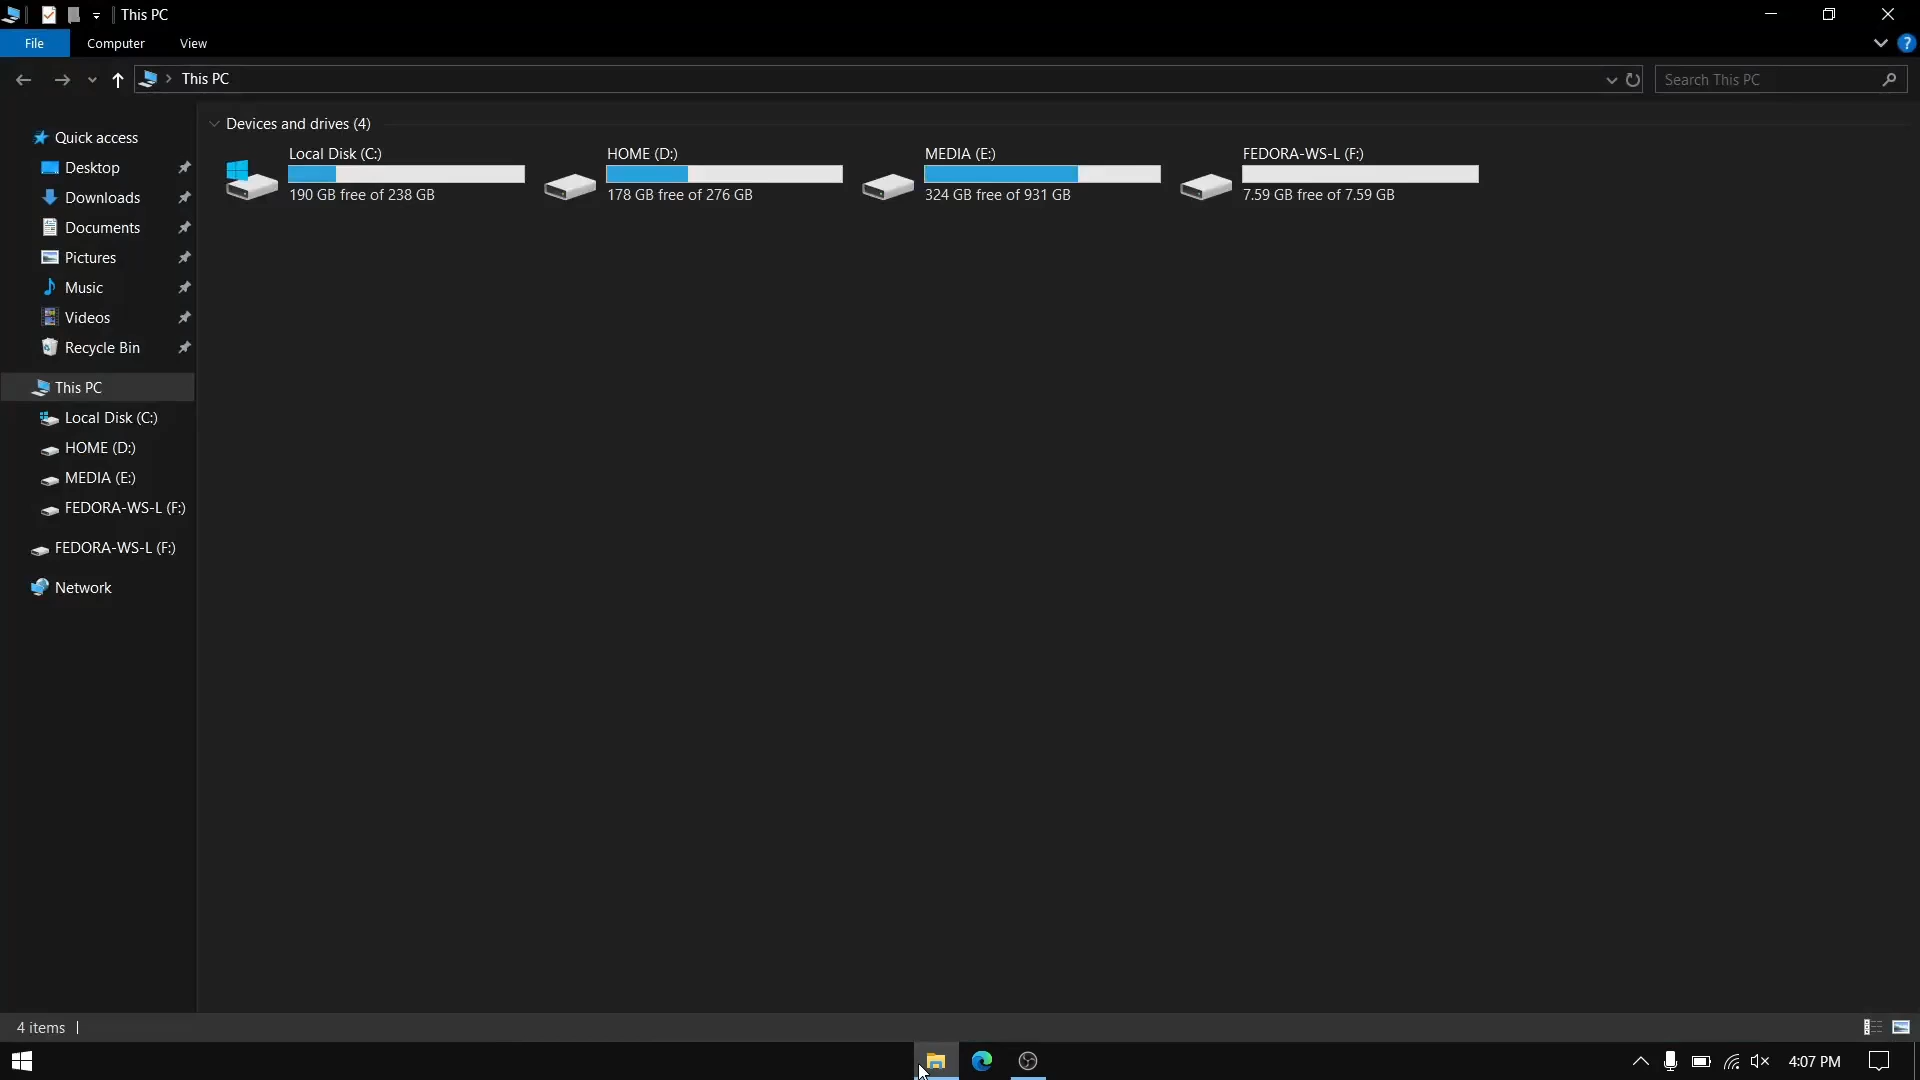 This PC
File
Computer
View
This PC
Search This PC
Quick access
Desktop
Downloads
Documents
Pictures
Music
Videos
Recycle Bin
This PC
Local Disk (C:)
HOME (D:)
MEDIA (E:)
FEDORA-WS-L (F:)
FEDORA-WS-L (F:)
Network
Devices and drives (4)
Local Disk (C:)
190 GB free of 238 GB
HOME (D:)
178 GB free of 276 GB
MEDIA (E:)
324 GB free of 931 GB
FEDORA-WS-L (F:)
7.59 GB free of 7.59 GB
4 items
4:07 PM